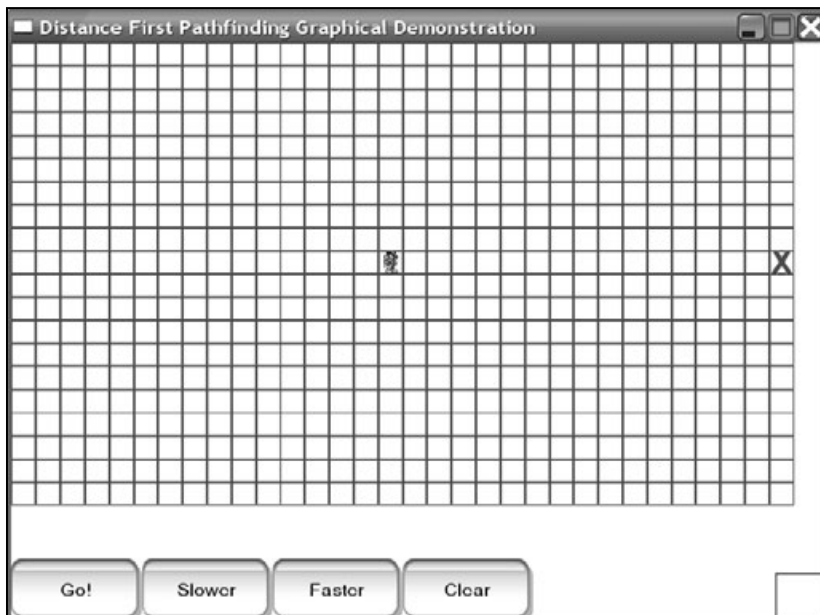 Distance First Pathfinding Graphical Demonstration
X
Go! Slower Faster Clear